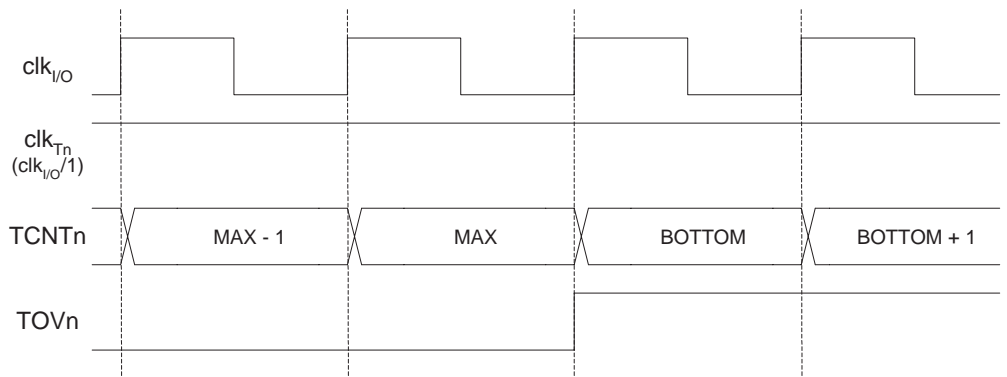 clkI/O
clkTn
(clkI/O/1)
TCNTn MAX - 1 MAX BOTTOM BOTTOM + 1
TOVn